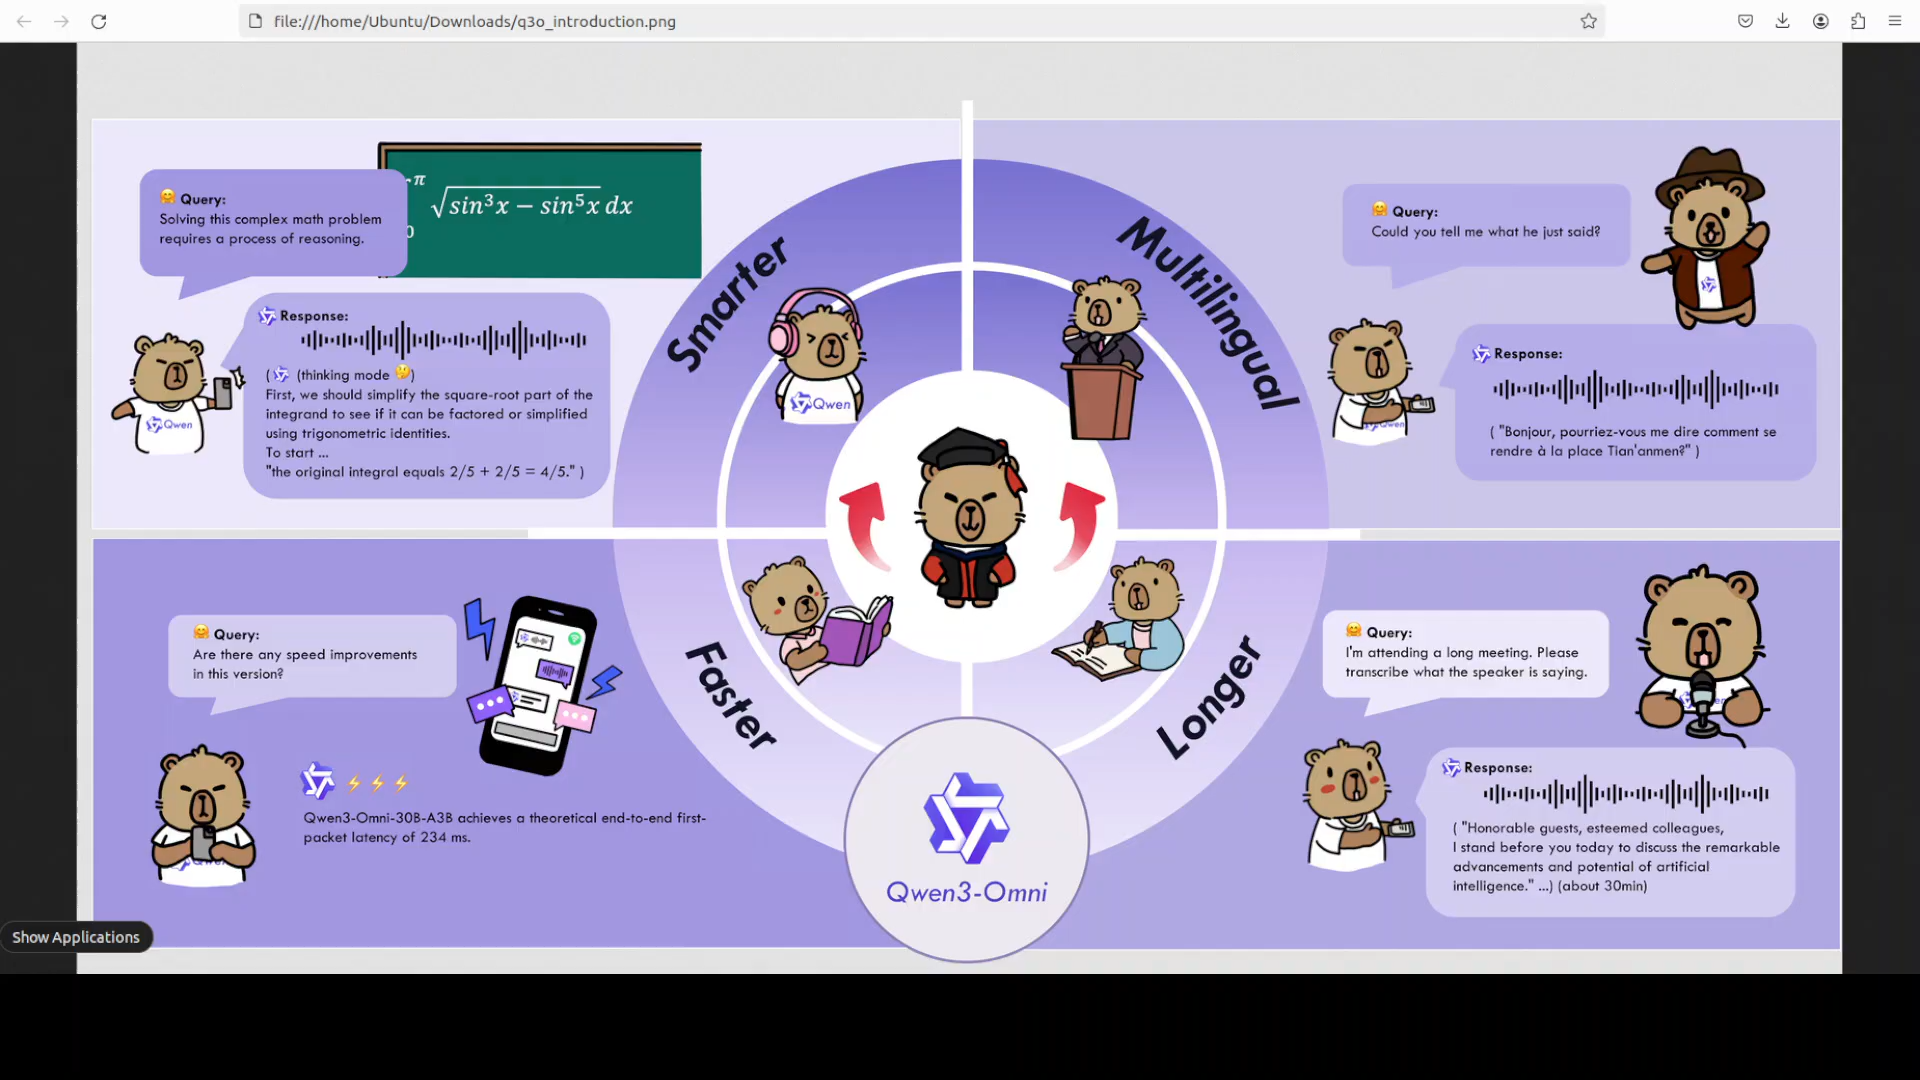 file:///home/Ubuntu/Downloads/q3o_introduction.png
🤗 Query:
Solving this complex math problem
requires a process of reasoning.
π
√sin³x − sin⁵x dx
0
Response:
( (thinking mode 🤔)
First, we should simplify the square-root part of the
integrand to see if it can be factored or simplified
using trigonometric identities.
To start ...
"the original integral equals 2/5 + 2/5 = 4/5." )
Qwen
Smarter
Qwen
Multilingual
🤗 Query:
Could you tell me what he just said?
Response:
( "Bonjour, pourriez-vous me dire comment se
rendre à la place Tian'anmen?" )
Qwen
🤗 Query:
Are there any speed improvements
in this version?
⚡⚡⚡
Qwen3-Omni-30B-A3B achieves a theoretical end-to-end first-
packet latency of 234 ms.
Faster
Longer
🤗 Query:
I'm attending a long meeting. Please
transcribe what the speaker is saying.
Response:
( "Honorable guests, esteemed colleagues,
I stand before you today to discuss the remarkable
advancements and potential of artificial
intelligence." ...) (about 30min)
Qwen3-Omni
Show Applications